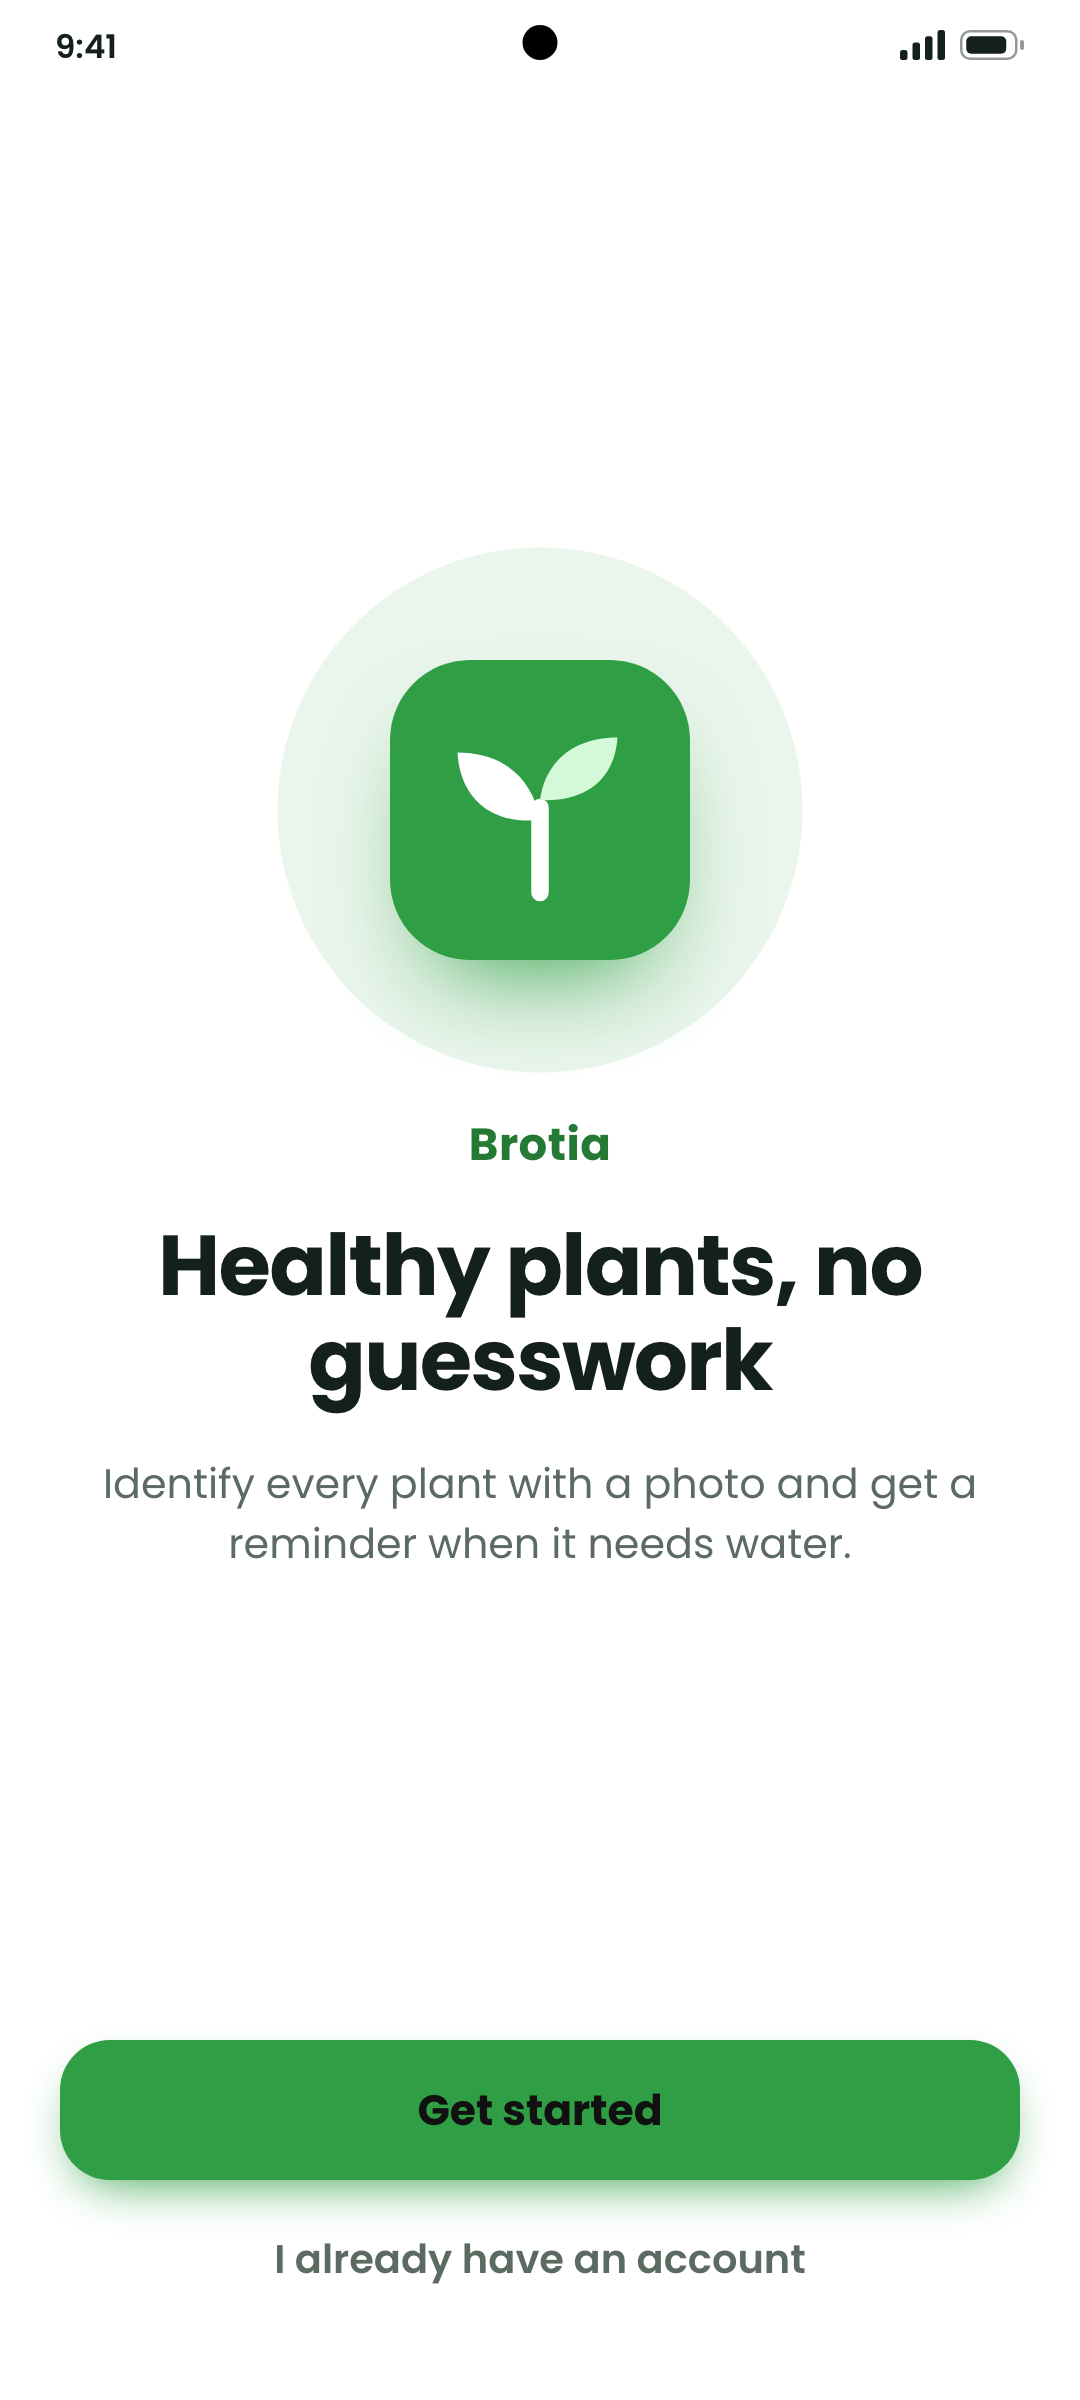 9:41
Brotia
Healthy plants, no
guesswork
Identify every plant with a photo and get a
reminder when it needs water.
Get started
I already have an account